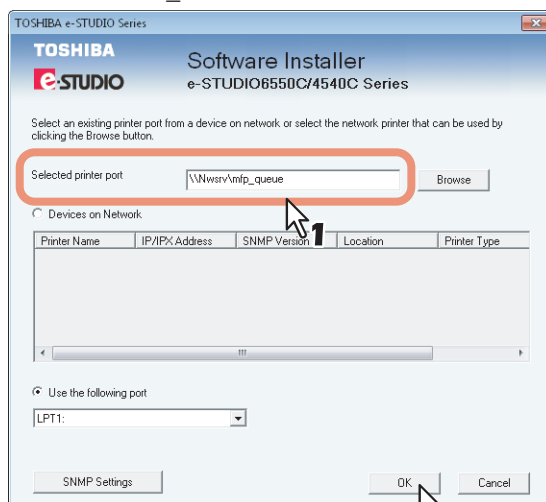 TOSHIBA e-STUDIO Series
TOSHIBA
e-STUDIO
Software Installer
e-STUDIO6550C/4540C Series
Select an existing printer port from a device on network or select the network printer that can be used by
clicking the Browse button.
Selected printer port
\\Nwsrv\mfp_queue
Browse
1
Devices on Network
Printer Name IP/IPX Address SNMP Version Location Printer Type
Use the following port
LPT1:
SNMP Settings OK Cancel